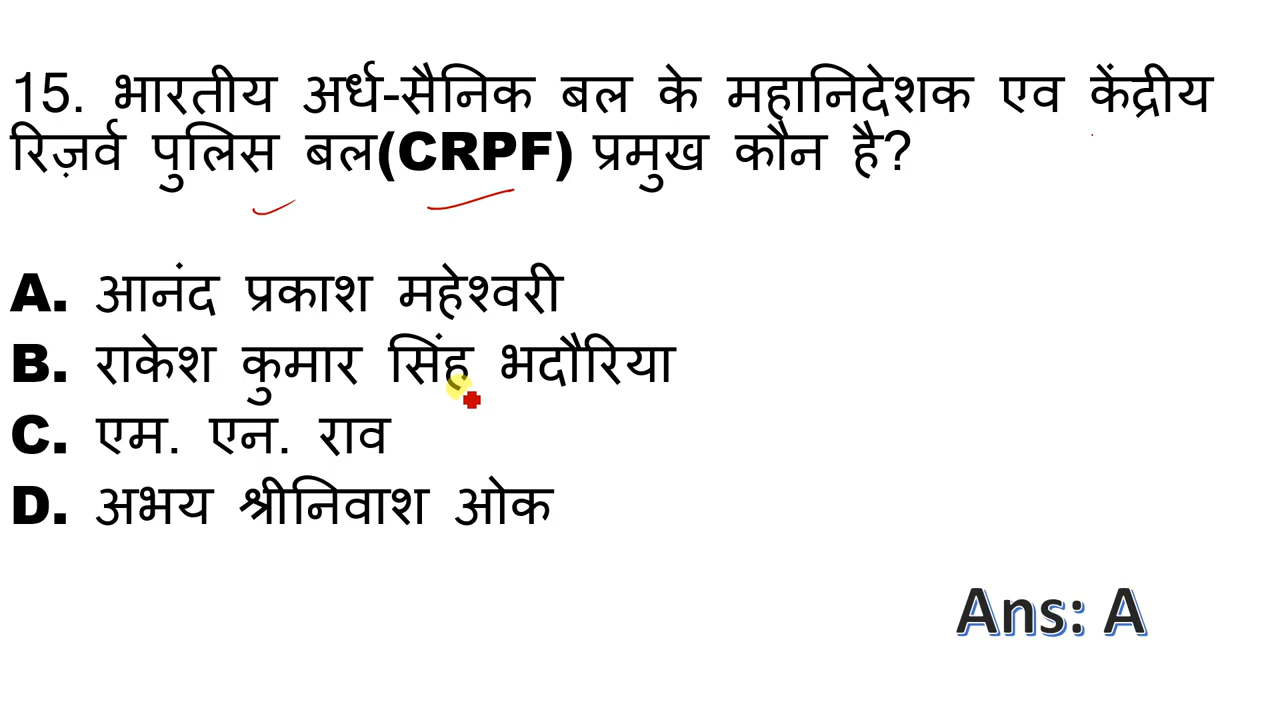 15. भारतीय अर्ध-सैनिक बल के महानिदेशक एव केंद्रीय
रिज़र्व पुलिस बल(CRPF) प्रमुख कौन है?
A. आनंद प्रकाश महेश्वरी
B. राकेश कुमार सिंह भदौरिया
C. एम. एन. राव
D. अभय श्रीनिवाश ओक
Ans: A